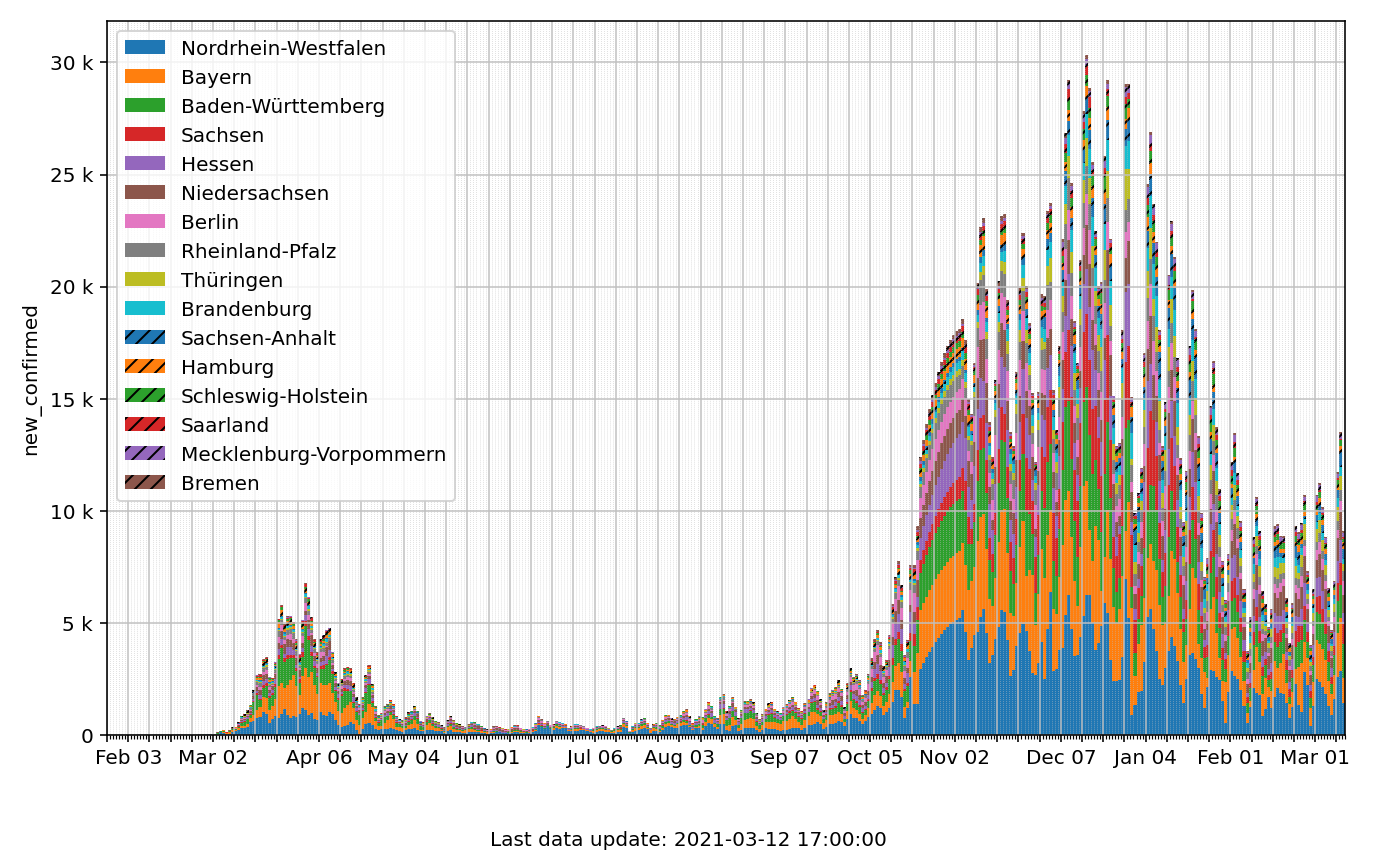 30 k
25 k
20 k
15 k
10 k
5 k
0
new_confirmed
Nordrhein-Westfalen
Bayern
Baden-Württemberg
Sachsen
Hessen
Niedersachsen
Berlin
Rheinland-Pfalz
Thüringen
Brandenburg
Sachsen-Anhalt
Hamburg
Schleswig-Holstein
Saarland
Mecklenburg-Vorpommern
Bremen
Feb 03 Mar 02 Apr 06 May 04 Jun 01 Jul 06 Aug 03 Sep 07 Oct 05 Nov 02 Dec 07 Jan 04 Feb 01 Mar 01
Last data update: 2021-03-12 17:00:00